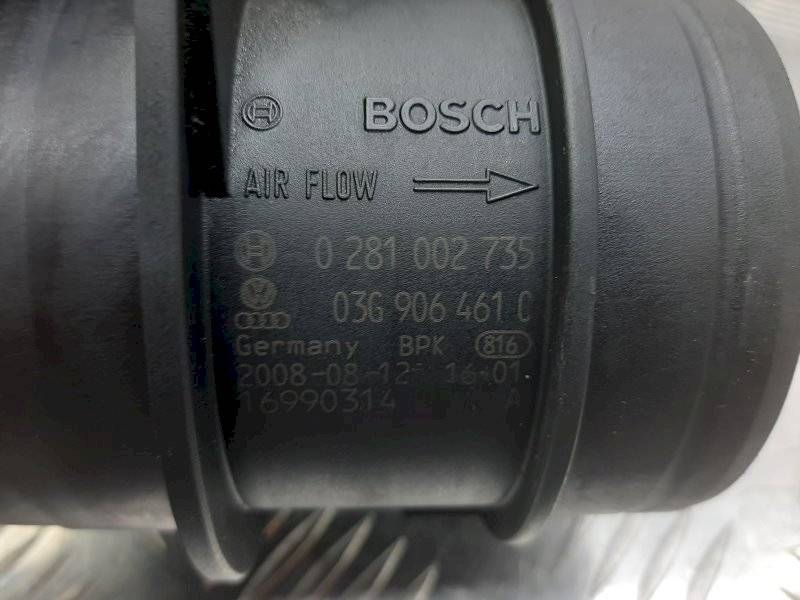 BOSCH
AIR FLOW
0 281 002 735
03G 906 461 C
Germany BPK 816
2008-08-12 16:01
16990314 A